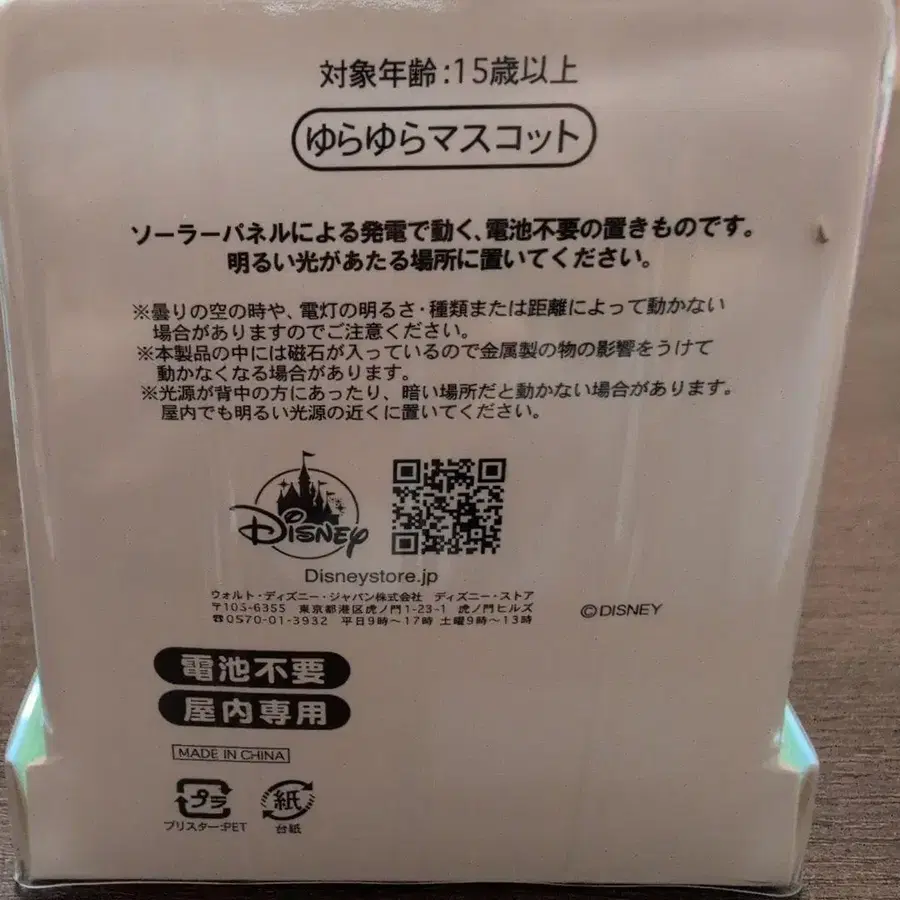 対象年齢:15歳以上
ゆらゆらマスコット
ソーラーパネルによる発電で動く、電池不要の置きものです。
明るい光があたる場所に置いてください。
※曇りの空の時や、電灯の明るさ・種類または距離によって動かない
場合がありますのでご注意ください。
※本製品の中には磁石が入っているので金属製の物の影響をうけて
動かなくなる場合があります。
※光源が背中の方にあったり、暗い場所だと動かない場合があります。
屋内でも明るい光源の近くに置いてください。
Disney
Disneystore.jp
ウォルト・ディズニー・ジャパン株式会社 ディズニー・ストア
〒105-6355 東京都港区虎ノ門1-23-1 虎ノ門ヒルズ
☎0570-01-3932 平日9時〜17時 土曜9時〜13時
©DISNEY
電池不要
屋内専用
MADE IN CHINA
プラ 紙
ブリスター:PET 台紙